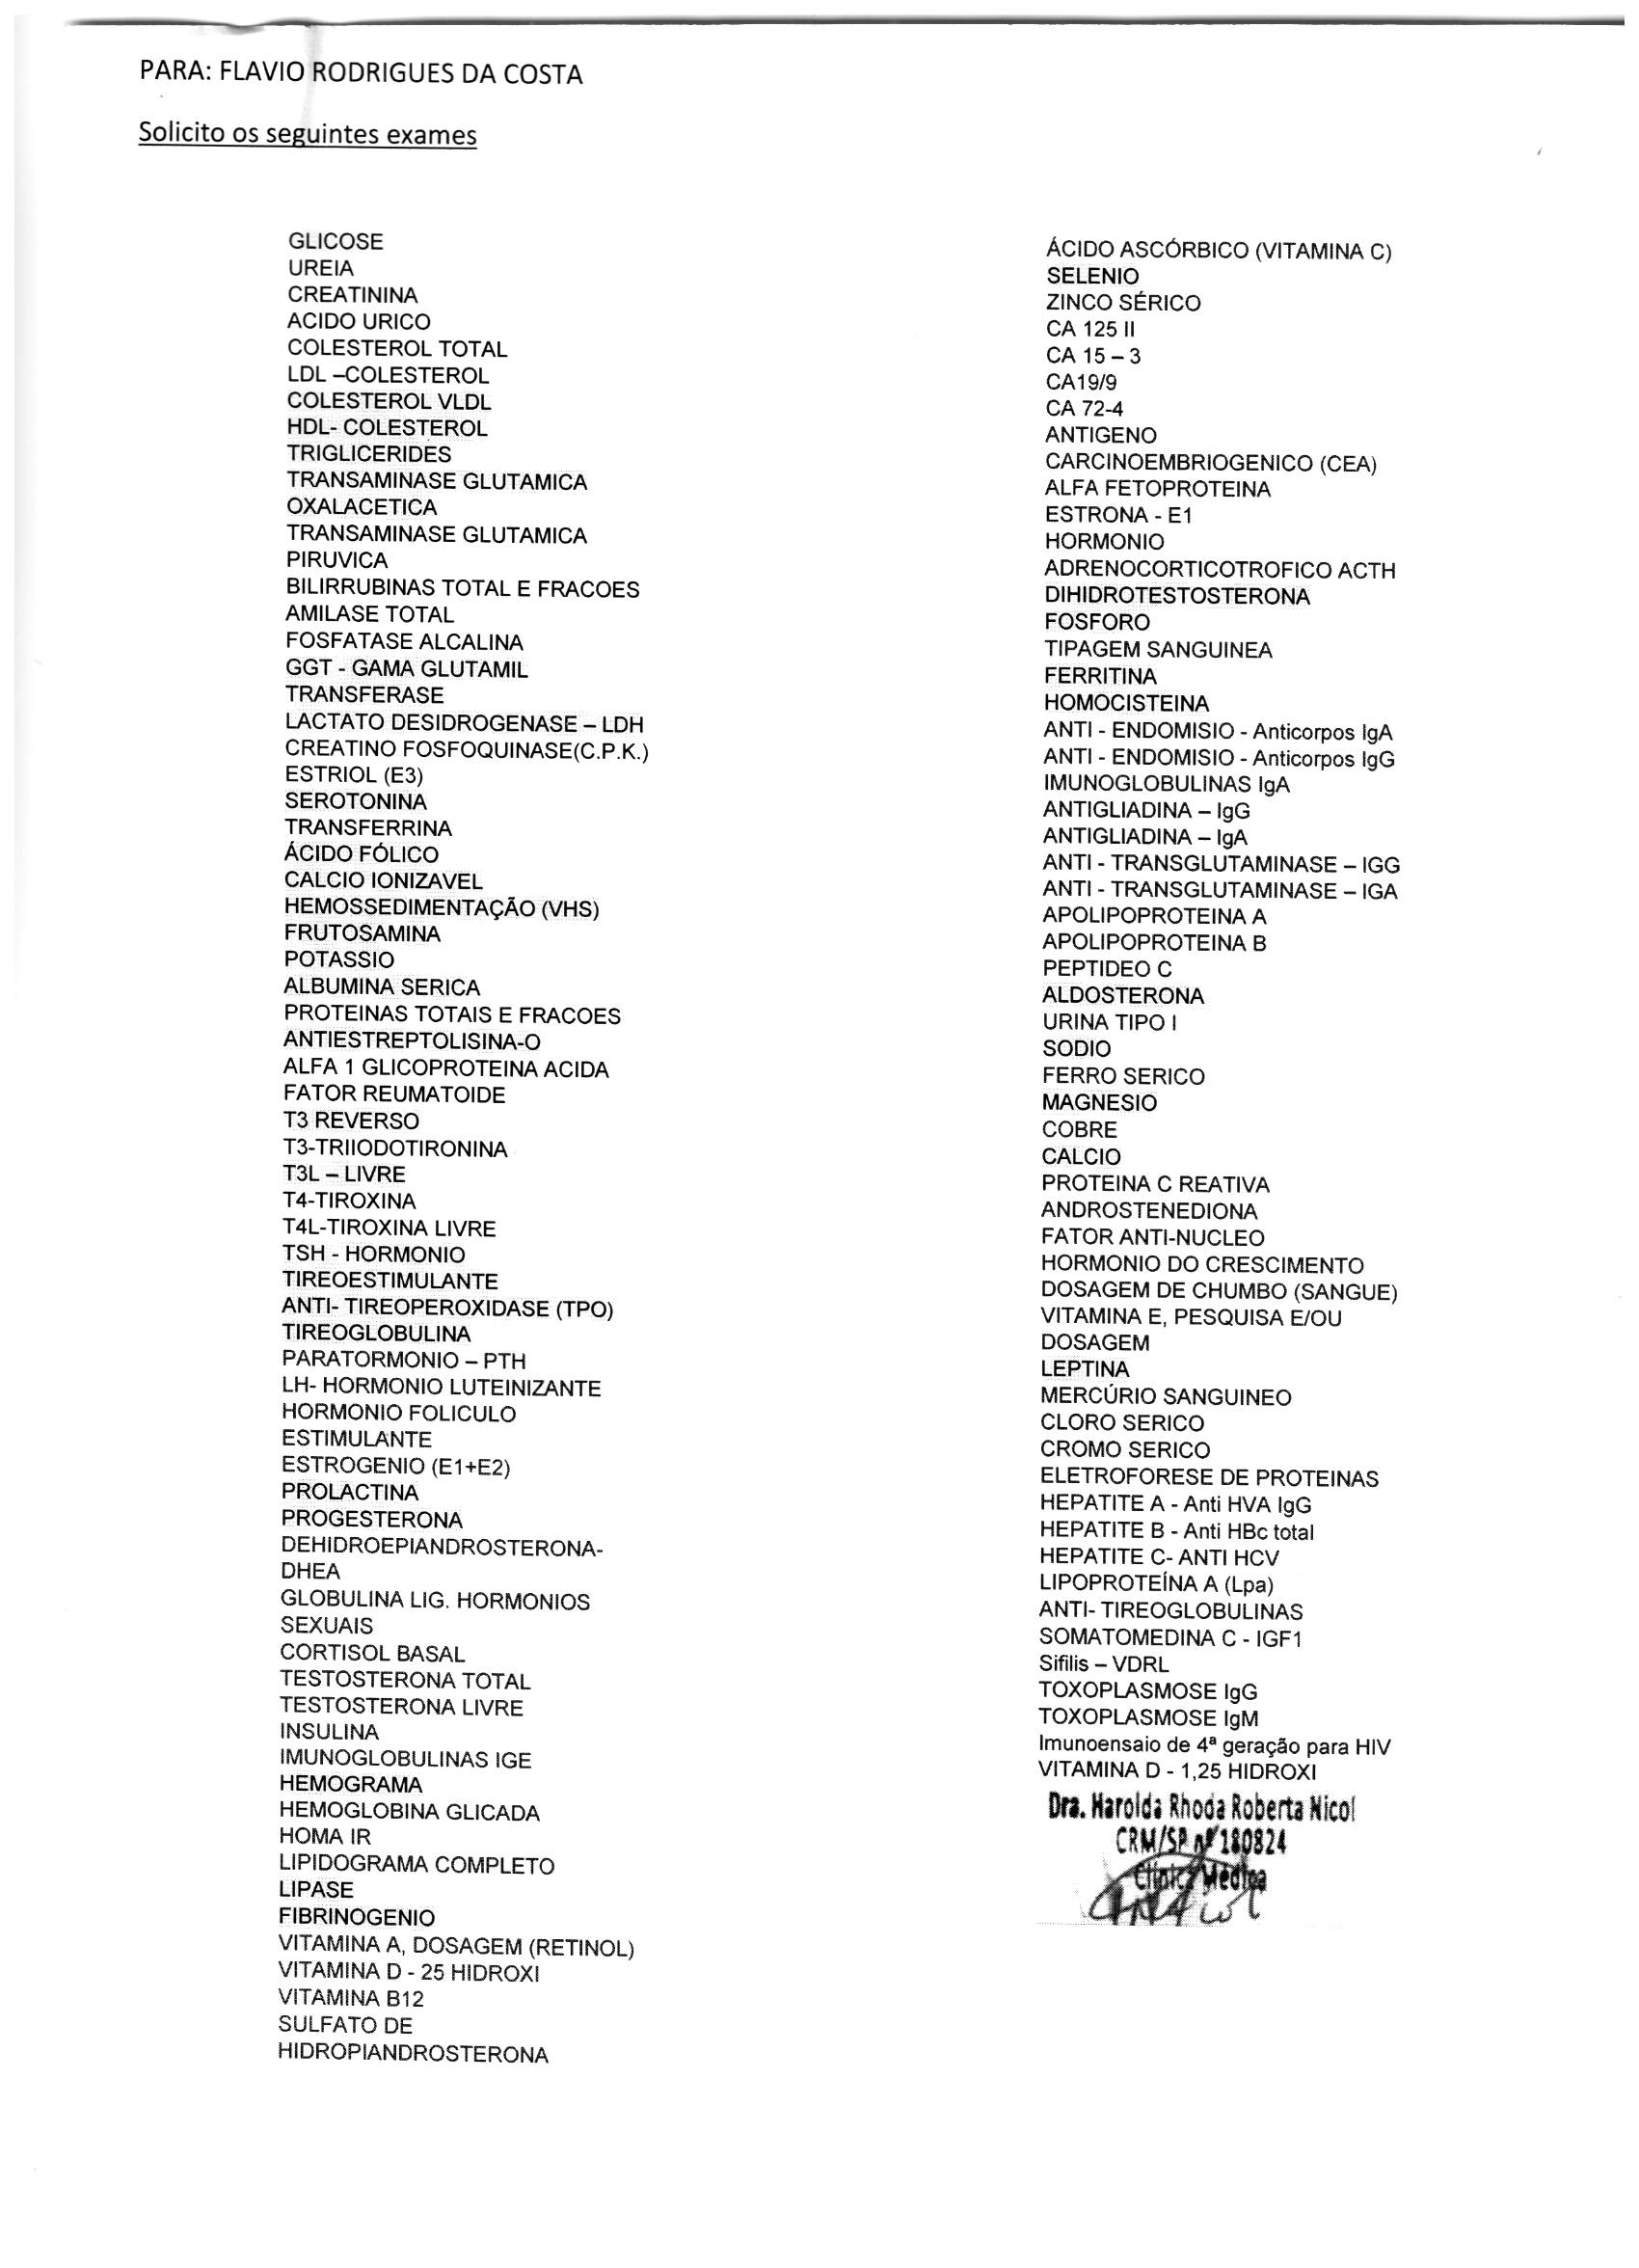 PARA: FLAVIO RODRIGUES DA COSTA
Solicito os seguintes exames
GLICOSE
UREIA
CREATININA
ACIDO URICO
COLESTEROL TOTAL
LDL –COLESTEROL
COLESTEROL VLDL
HDL- COLESTEROL
TRIGLICERIDES
TRANSAMINASE GLUTAMICA
OXALACETICA
TRANSAMINASE GLUTAMICA
PIRUVICA
BILIRRUBINAS TOTAL E FRACOES
AMILASE TOTAL
FOSFATASE ALCALINA
GGT - GAMA GLUTAMIL
TRANSFERASE
LACTATO DESIDROGENASE – LDH
CREATINO FOSFOQUINASE(C.P.K.)
ESTRIOL (E3)
SEROTONINA
TRANSFERRINA
ÁCIDO FÓLICO
CALCIO IONIZAVEL
HEMOSSEDIMENTAÇÃO (VHS)
FRUTOSAMINA
POTASSIO
ALBUMINA SERICA
PROTEINAS TOTAIS E FRACOES
ANTIESTREPTOLISINA-O
ALFA 1 GLICOPROTEINA ACIDA
FATOR REUMATOIDE
T3 REVERSO
T3-TRIIODOTIRONINA
T3L – LIVRE
T4-TIROXINA
T4L-TIROXINA LIVRE
TSH - HORMONIO
TIREOESTIMULANTE
ANTI- TIREOPEROXIDASE (TPO)
TIREOGLOBULINA
PARATORMONIO – PTH
LH- HORMONIO LUTEINIZANTE
HORMONIO FOLICULO
ESTIMULANTE
ESTROGENIO (E1+E2)
PROLACTINA
PROGESTERONA
DEHIDROEPIANDROSTERONA-
DHEA
GLOBULINA LIG. HORMONIOS
SEXUAIS
CORTISOL BASAL
TESTOSTERONA TOTAL
TESTOSTERONA LIVRE
INSULINA
IMUNOGLOBULINAS IGE
HEMOGRAMA
HEMOGLOBINA GLICADA
HOMA IR
LIPIDOGRAMA COMPLETO
LIPASE
FIBRINOGENIO
VITAMINA A, DOSAGEM (RETINOL)
VITAMINA D - 25 HIDROXI
VITAMINA B12
SULFATO DE
HIDROPIANDROSTERONA
ÁCIDO ASCÓRBICO (VITAMINA C)
SELENIO
ZINCO SÉRICO
CA 125 II
CA 15 – 3
CA19/9
CA 72-4
ANTIGENO
CARCINOEMBRIOGENICO (CEA)
ALFA FETOPROTEINA
ESTRONA - E1
HORMONIO
ADRENOCORTICOTROFICO ACTH
DIHIDROTESTOSTERONA
FOSFORO
TIPAGEM SANGUINEA
FERRITINA
HOMOCISTEINA
ANTI - ENDOMISIO - Anticorpos IgA
ANTI - ENDOMISIO - Anticorpos IgG
IMUNOGLOBULINAS IgA
ANTIGLIADINA – IgG
ANTIGLIADINA – IgA
ANTI - TRANSGLUTAMINASE – IGG
ANTI - TRANSGLUTAMINASE – IGA
APOLIPOPROTEINA A
APOLIPOPROTEINA B
PEPTIDEO C
ALDOSTERONA
URINA TIPO I
SODIO
FERRO SERICO
MAGNESIO
COBRE
CALCIO
PROTEINA C REATIVA
ANDROSTENEDIONA
FATOR ANTI-NUCLEO
HORMONIO DO CRESCIMENTO
DOSAGEM DE CHUMBO (SANGUE)
VITAMINA E, PESQUISA E/OU
DOSAGEM
LEPTINA
MERCÚRIO SANGUINEO
CLORO SERICO
CROMO SERICO
ELETROFORESE DE PROTEINAS
HEPATITE A - Anti HVA IgG
HEPATITE B - Anti HBc total
HEPATITE C- ANTI HCV
LIPOPROTEÍNA A (Lpa)
ANTI- TIREOGLOBULINAS
SOMATOMEDINA C - IGF1
Sifilis – VDRL
TOXOPLASMOSE IgG
TOXOPLASMOSE IgM
Imunoensaio de 4ª geração para HIV
VITAMINA D - 1,25 HIDROXI
Dra. Harolda Rhoda Roberta Nicol
CRM/SP nº 180824
Clínica Médica